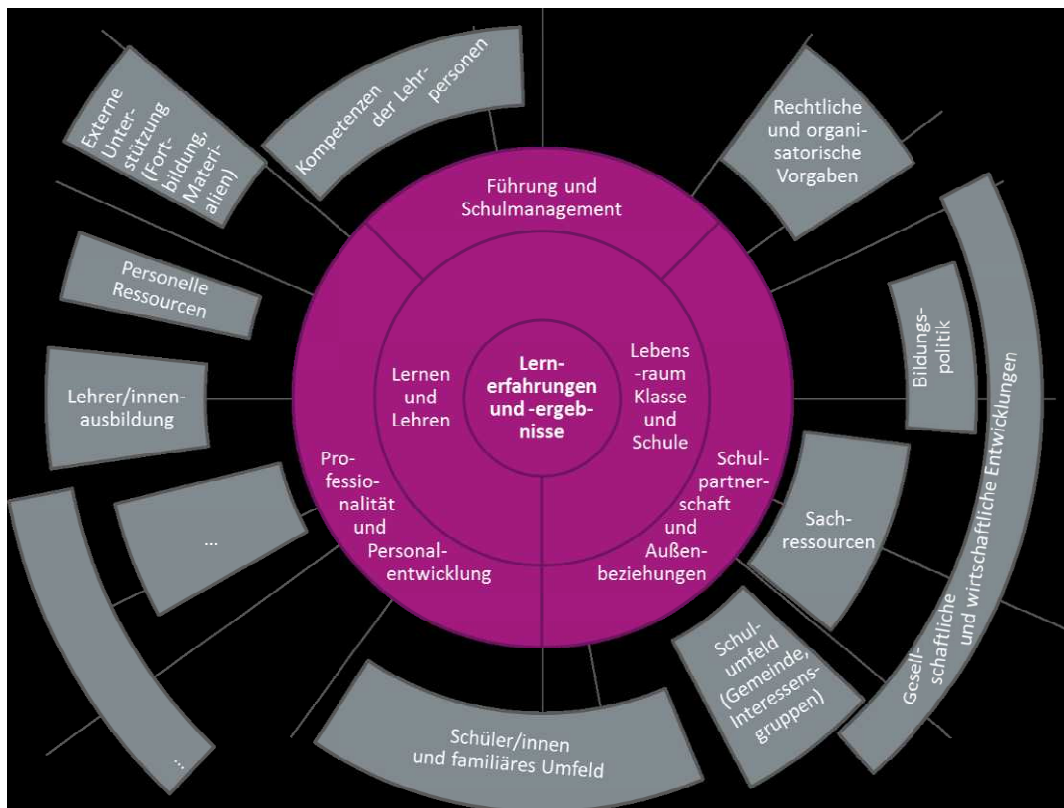 Externe
Unter-
stützung
(Fort-
bildung,
Materi-
alien)
Kompetenzen
der Lehr-
personen
Rechtliche
und organi-
satorische
Vorgaben
Führung und
Schulmanagement
Personelle
Ressourcen
Bildungs-
politik
Lehrer/innen-
ausbildung
Lernen
und
Lehren
Lern-
erfahrungen
und -ergeb-
nisse
Lebens
-raum
Klasse
und
Schule
Gesell-
schaftliche
und wirtschaftliche Entwicklungen
Pro-
fessio-
nalität
und
Personal-
entwicklung
Schul-
partner-
schaft
und
Außen-
beziehungen
Sach-
ressourcen
...
...
Schul-
umfeld
(Gemeinde,
Interessens-
gruppen)
Schüler/innen
und familiäres Umfeld